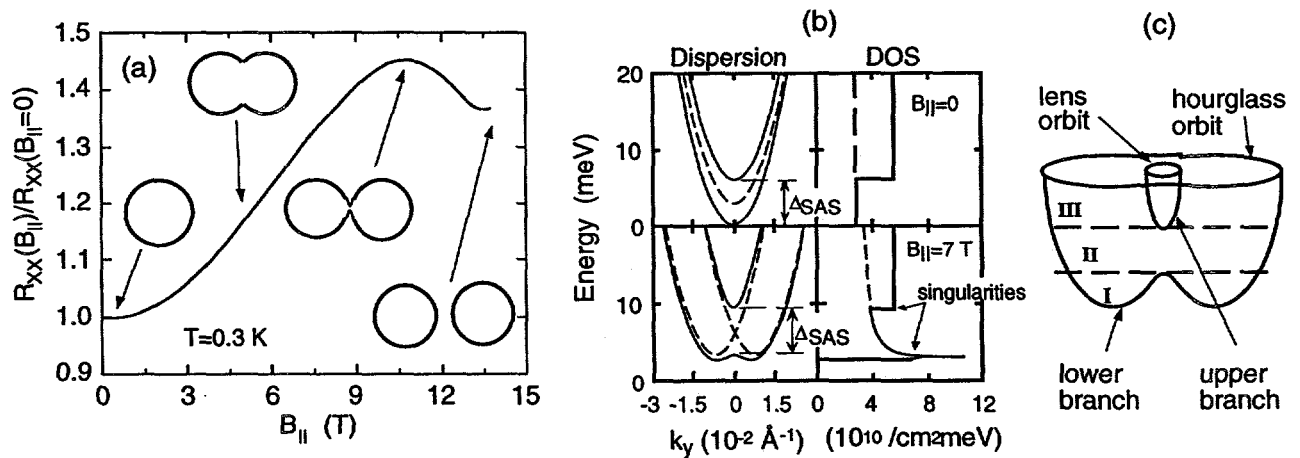 (a)
1.5
1.4
1.3
1.2
1.1
1.0
0.9
R_XX(B_||)/R_XX(B_||=0)
T=0.3 K
0
3
6
9
12
15
B_|| (T)
(b)
Dispersion
DOS
20
10
0
10
0
Energy (meV)
Δ_SAS
B_||=0
Δ_SAS
B_||=7 T
singularities
-3
-1.5
0
1.5
0
4
8
12
k_y (10⁻² Å⁻¹)
(10¹⁰ /cm²meV)
(c)
lens
orbit
hourglass
orbit
III
II
I
lower
branch
upper
branch